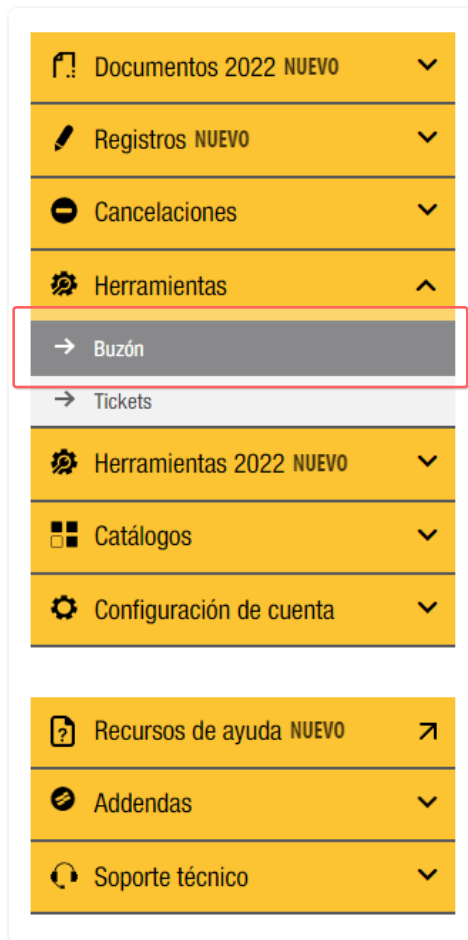 Documentos 2022 NUEVO
Registros NUEVO
Cancelaciones
Herramientas
Buzón
Tickets
Herramientas 2022 NUEVO
Catálogos
Configuración de cuenta
Recursos de ayuda NUEVO
Addendas
Soporte técnico